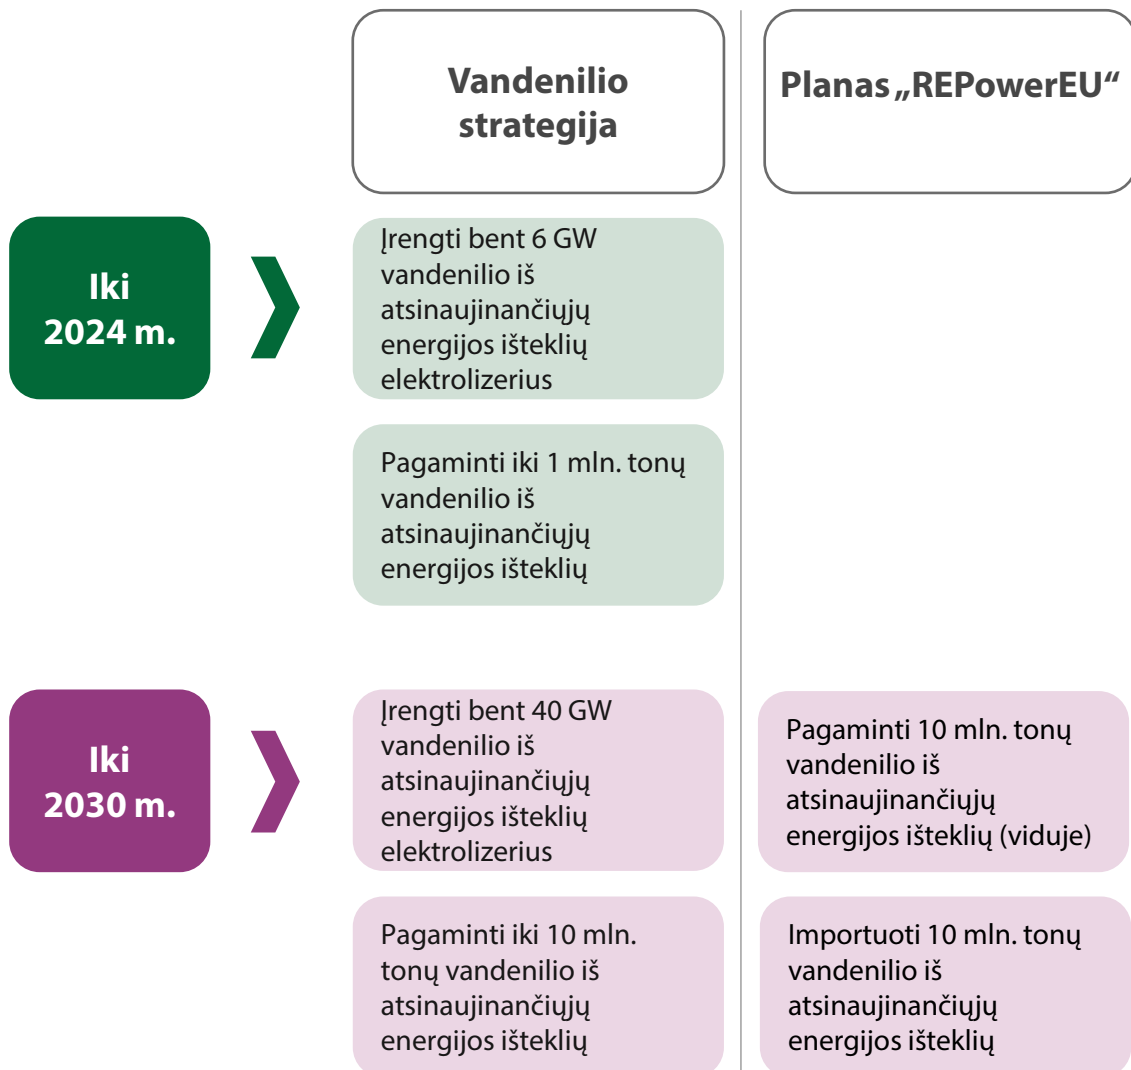 Vandenilio
strategija
Planas „REPowerEU“
Iki
2024 m.
Įrengti bent 6 GW
vandenilio iš
atsinaujinančiųjų
energijos išteklių
elektrolizerius
Pagaminti iki 1 mln. tonų
vandenilio iš
atsinaujinančiųjų
energijos išteklių
Iki
2030 m.
Įrengti bent 40 GW
vandenilio iš
atsinaujinančiųjų
energijos išteklių
elektrolizerius
Pagaminti 10 mln. tonų
vandenilio iš
atsinaujinančiųjų
energijos išteklių (viduje)
Pagaminti iki 10 mln.
tonų vandenilio iš
atsinaujinančiųjų
energijos išteklių
Importuoti 10 mln. tonų
vandenilio iš
atsinaujinančiųjų
energijos išteklių